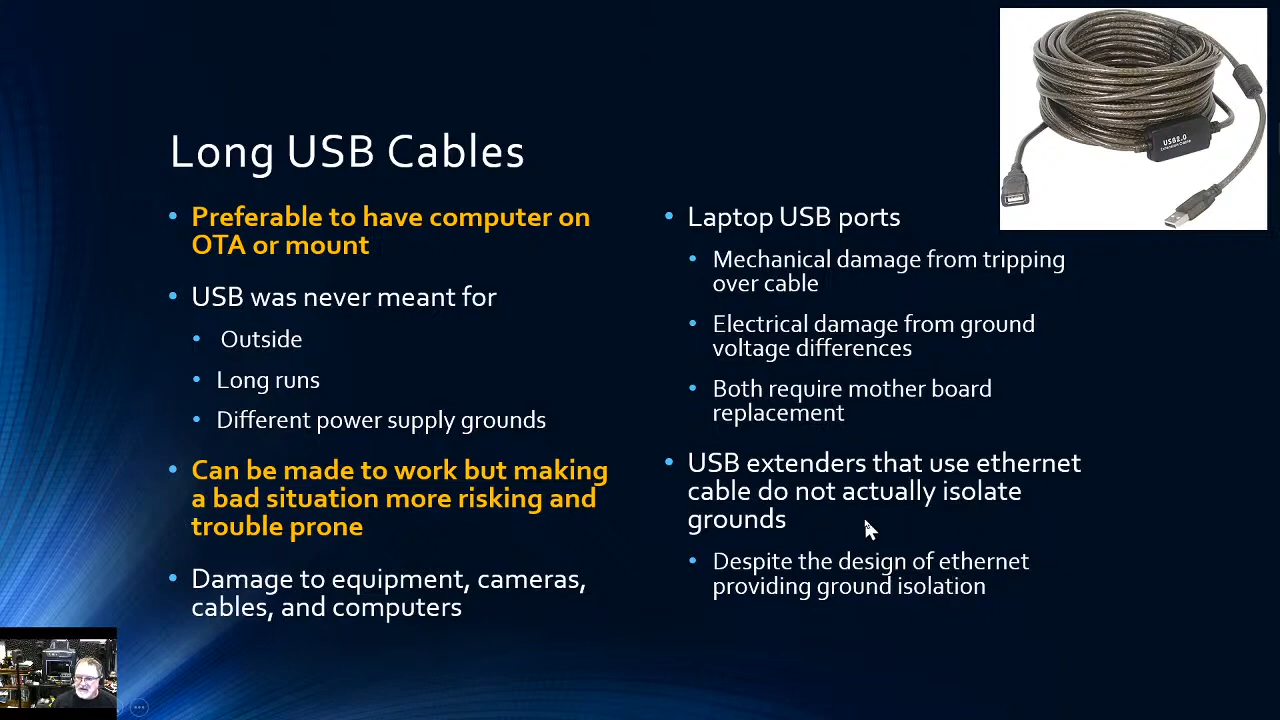 Long USB Cables
Preferable to have computer on
OTA or mount
USB was never meant for
Outside
Long runs
Different power supply grounds
Can be made to work but making
a bad situation more risking and
trouble prone
Damage to equipment, cameras,
cables, and computers
Laptop USB ports
Mechanical damage from tripping
over cable
Electrical damage from ground
voltage differences
Both require mother board
replacement
USB extenders that use ethernet
cable do not actually isolate
grounds
Despite the design of ethernet
providing ground isolation
USB2.0
Extension Cable